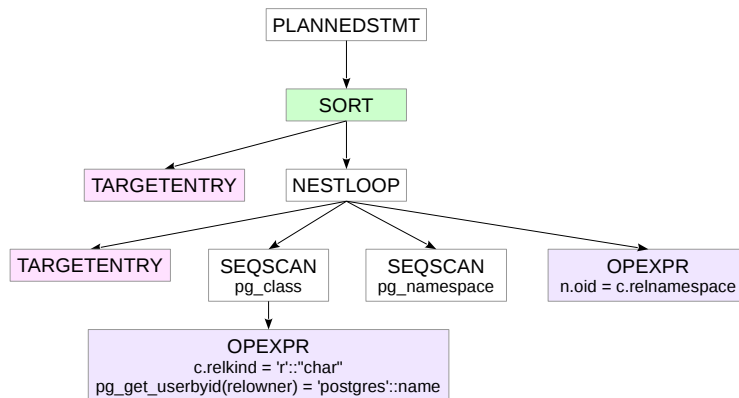 PLANNEDSTMT
SORT
TARGETENTRY
NESTLOOP
TARGETENTRY
SEQSCAN
pg_class
SEQSCAN
pg_namespace
OPEXPR
n.oid = c.relnamespace
OPEXPR
c.relkind = 'r'::"char"
pg_get_userbyid(relowner) = 'postgres'::name